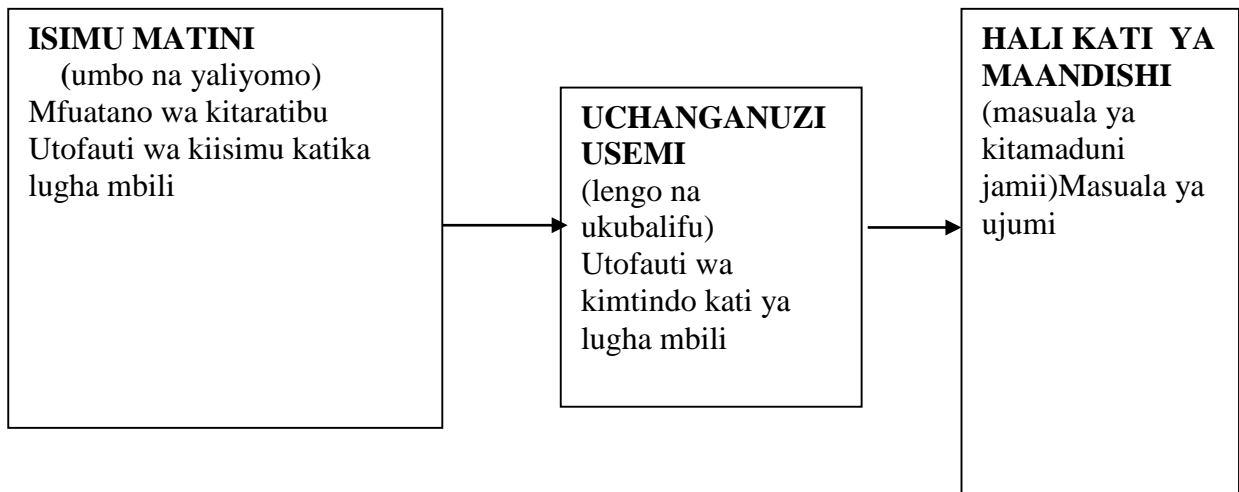 ISIMU MATINI
(umbo na yaliyomo)
Mfuatano wa kitaratibu
Utofauti wa kiisimu katika
lugha mbili
UCHANGANUZI
USEMI
(lengo na
ukubalifu)
Utofauti wa
kimtindo kati ya
lugha mbili
HALI KATI YA
MAANDISHI
(masuala ya
kitamaduni
jamii)Masuala ya
ujumi